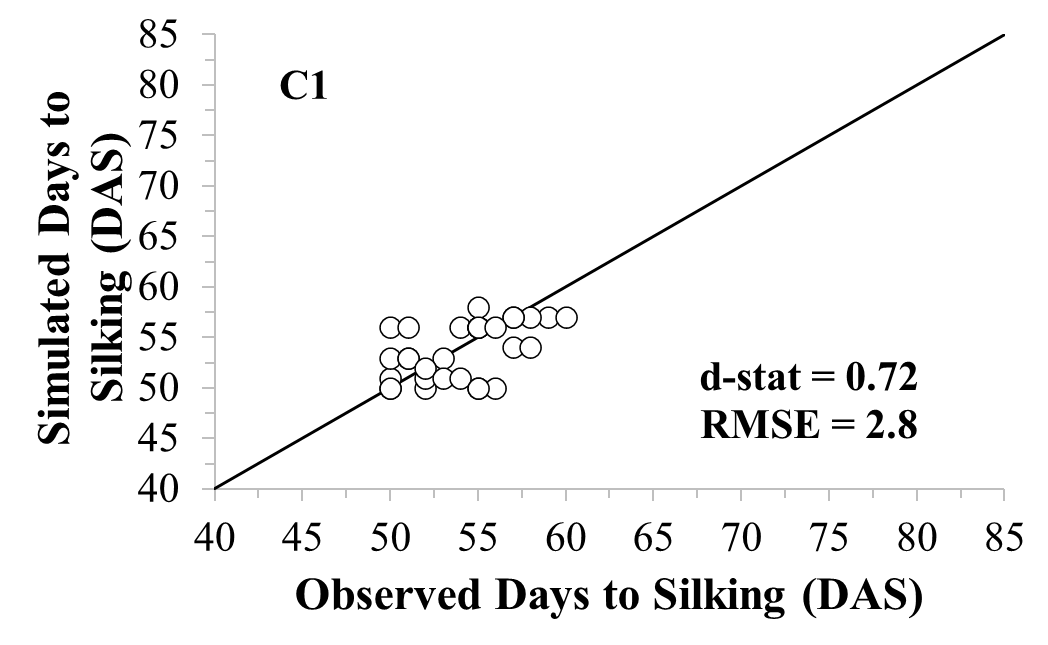 85
80
75
70
65
60
55
50
45
40
C1
Simulated Days to
Silking (DAS)
d-stat = 0.72
RMSE = 2.8
40 45 50 55 60 65 70 75 80 85
Observed Days to Silking (DAS)